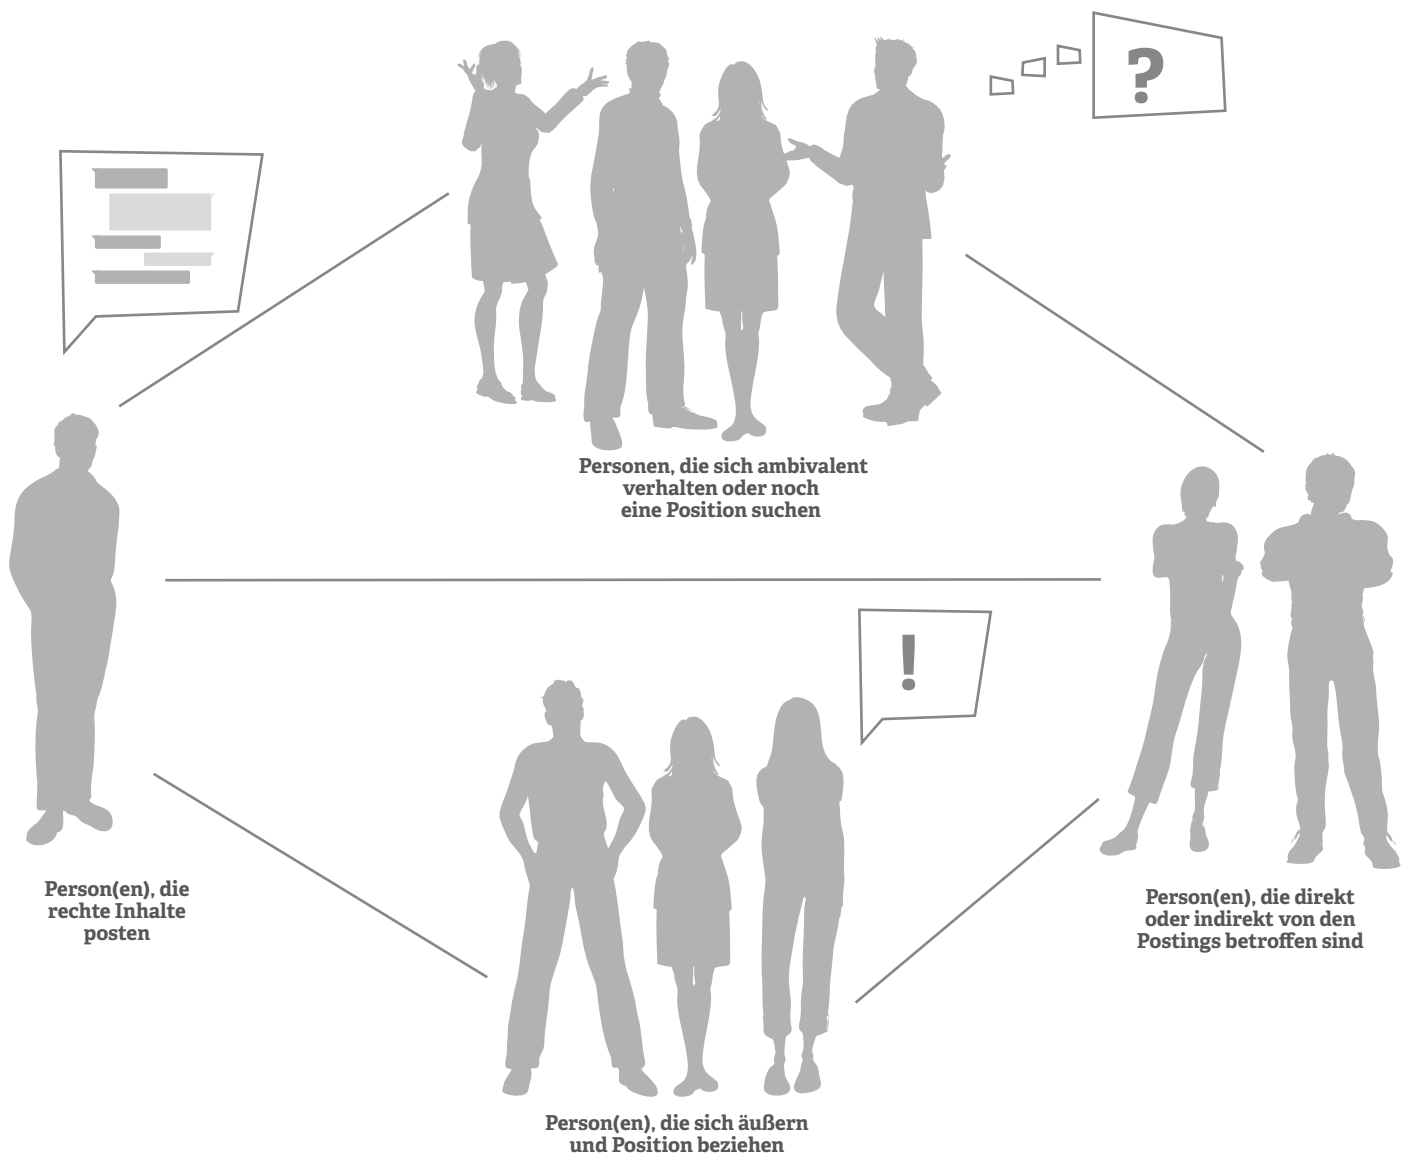 ?
Personen, die sich ambivalent
verhalten oder noch
eine Position suchen
!
Person(en), die
rechte Inhalte
posten
Person(en), die direkt
oder indirekt von den
Postings betroffen sind
Person(en), die sich äußern
und Position beziehen